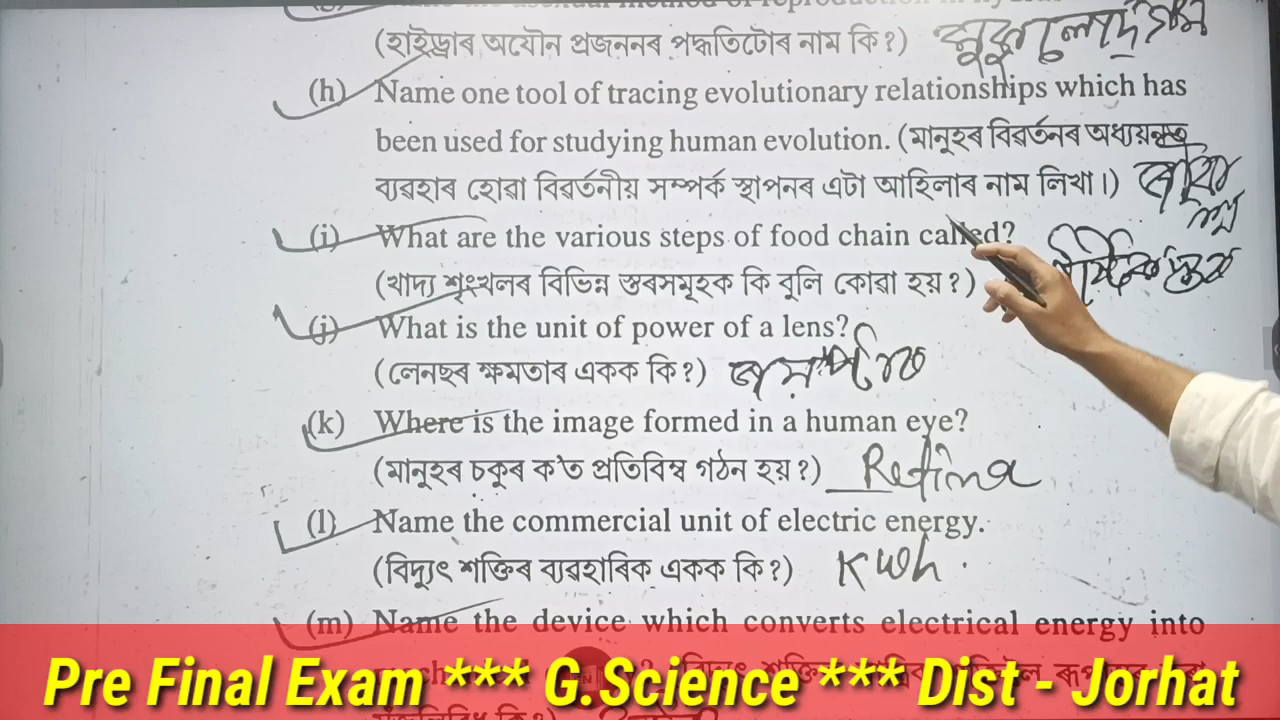 (হাইড্ৰাৰ অযৌন প্ৰজননৰ পদ্ধতিটোৰ নাম কি?)
(h) Name one tool of tracing evolutionary relationships which has
been used for studying human evolution. (মানুহৰ বিৱৰ্তনৰ অধ্যয়নত
ব্যৱহাৰ হোৱা বিৱৰ্তনীয় সম্পৰ্ক স্থাপনৰ এটা আহিলাৰ নাম লিখা।)
(i) What are the various steps of food chain called?
(খাদ্য শৃংখলৰ বিভিন্ন স্তৰসমূহক কি বুলি কোৱা হয়?)
(j) What is the unit of power of a lens?
(লেনছৰ ক্ষমতাৰ একক কি?)
(k) Where is the image formed in a human eye?
(মানুহৰ চকুৰ ক'ত প্ৰতিবিম্ব গঠন হয়?) Retina
(l) Name the commercial unit of electric energy.
(বিদ্যুৎ শক্তিৰ ব্যৱহাৰিক একক কি?) Kwh.
(m) Name the device which converts electrical energy into
Pre Final Exam *** G.Science *** Dist - Jorhat